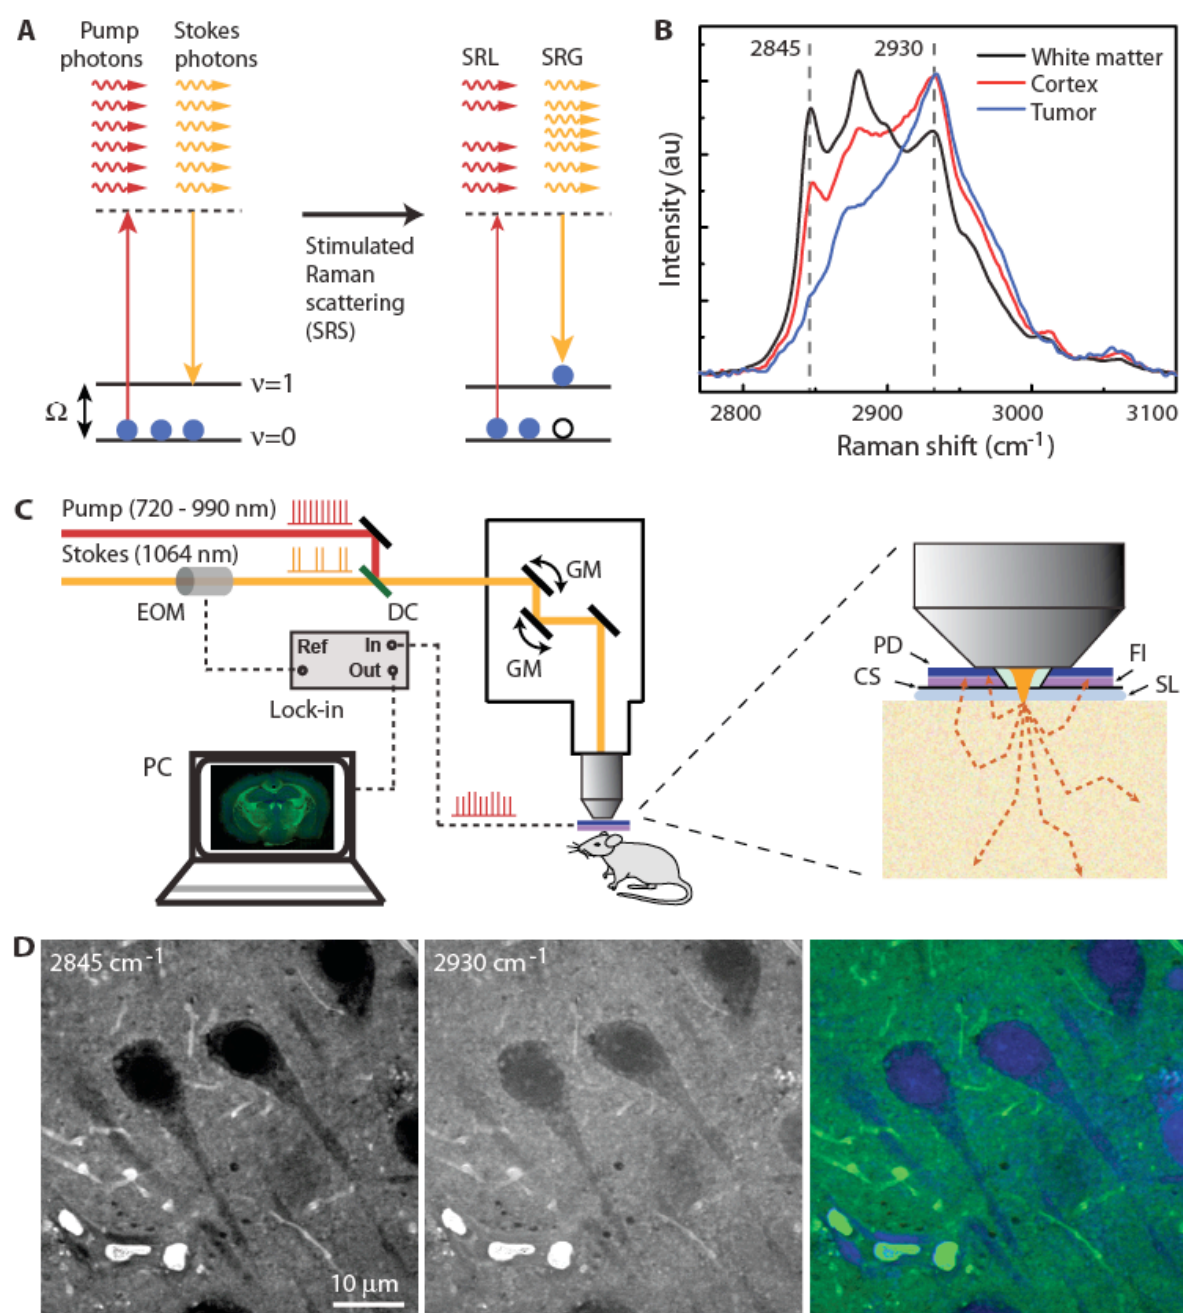 A
Pump
photons
Stokes
photons
SRL
SRG
Stimulated
Raman
scattering
(SRS)
Ω
ν=1
ν=0
B
2845
2930
White matter
Cortex
Tumor
Intensity (au)
2800
2900
3000
3100
Raman shift (cm⁻¹)
C
Pump (720 - 990 nm)
Stokes (1064 nm)
EOM
DC
GM
GM
Ref
In
Out
Lock-in
PC
PD
CS
FI
SL
D
2845 cm⁻¹
2930 cm⁻¹
10 μm